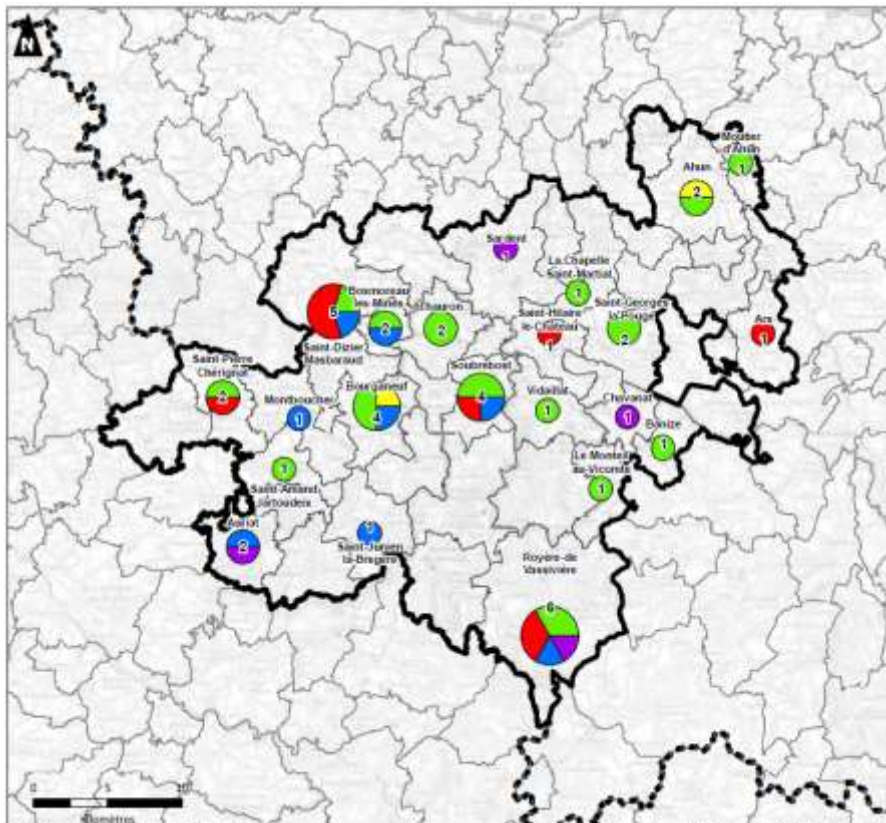 N
Moutier
d'Ahun
1
Ahun
2
Sardent
1
La Chapelle
Saint-Martial
1
Bosmoreau
les-Mines
2
5
Saint-Dizier
Masbaraud
Thauron
2
Saint-Hilaire
le-Château
1
Saint-Georges
la-Pouge
2
Ars
1
Saint-Pierre
Chérignat
2
Montboucher
1
Bourganeuf
4
Soubrebost
4
Vidaillat
1
Chavanat
1
Banize
1
Le Monteil
au-Vicomte
1
1
Saint-Amand
Jartoudeix
Auriat
2
1
Saint-Junien
la-Bregère
Royère-de
Vassivière
6
0 5 10
Kilomètres